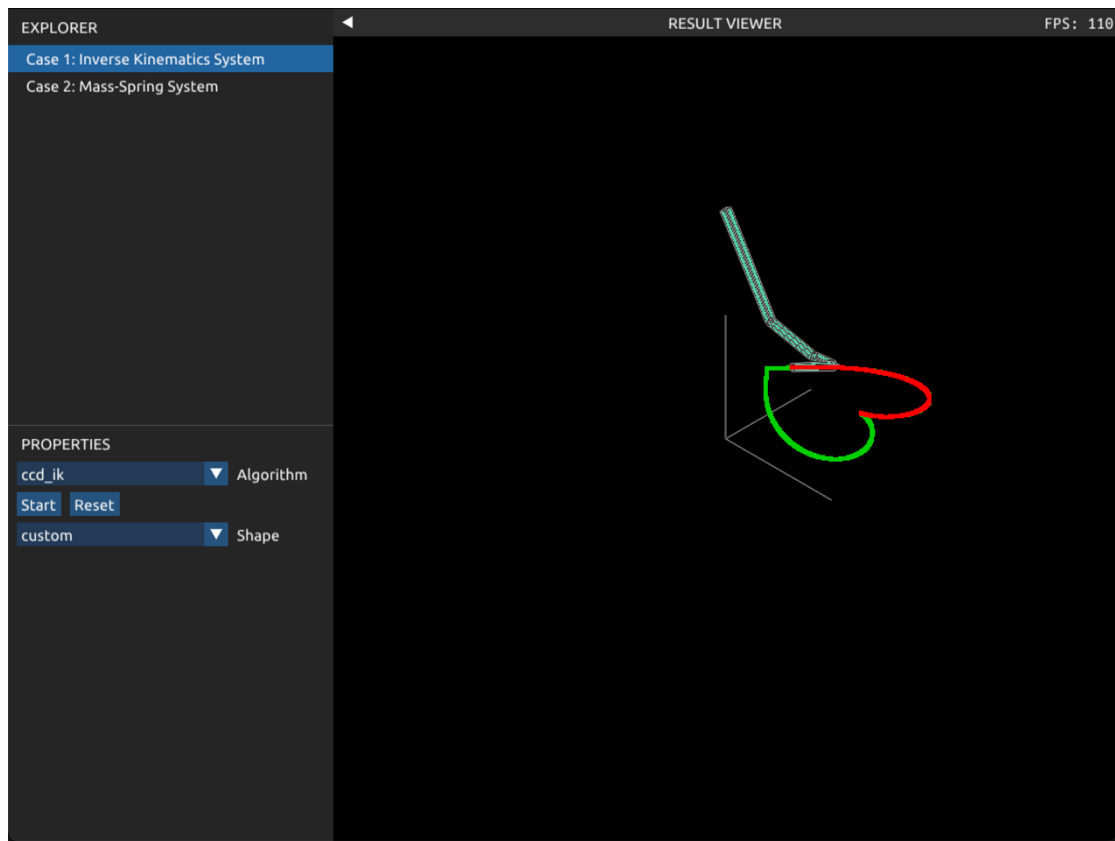 EXPLORER
RESULT VIEWER
FPS: 110
Case 1: Inverse Kinematics System
Case 2: Mass-Spring System
PROPERTIES
ccd_ik Algorithm
Start Reset
custom Shape